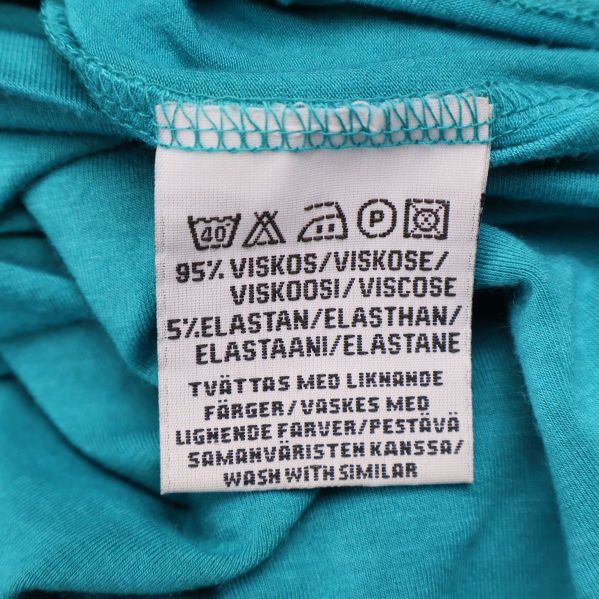 40 P
95% VISKOS/VISKOSE/
VISKOOSI/VISCOSE
5%ELASTAN/ELASTHAN/
ELASTAANI/ELASTANE
TVÄTTAS MED LIKNANDE
FÄRGER/VASKES MED
LIGNENDE FARVER/PESTÄVÄ
SAMANVÄRISTEN KANSSA/
WASH WITH SIMILAR